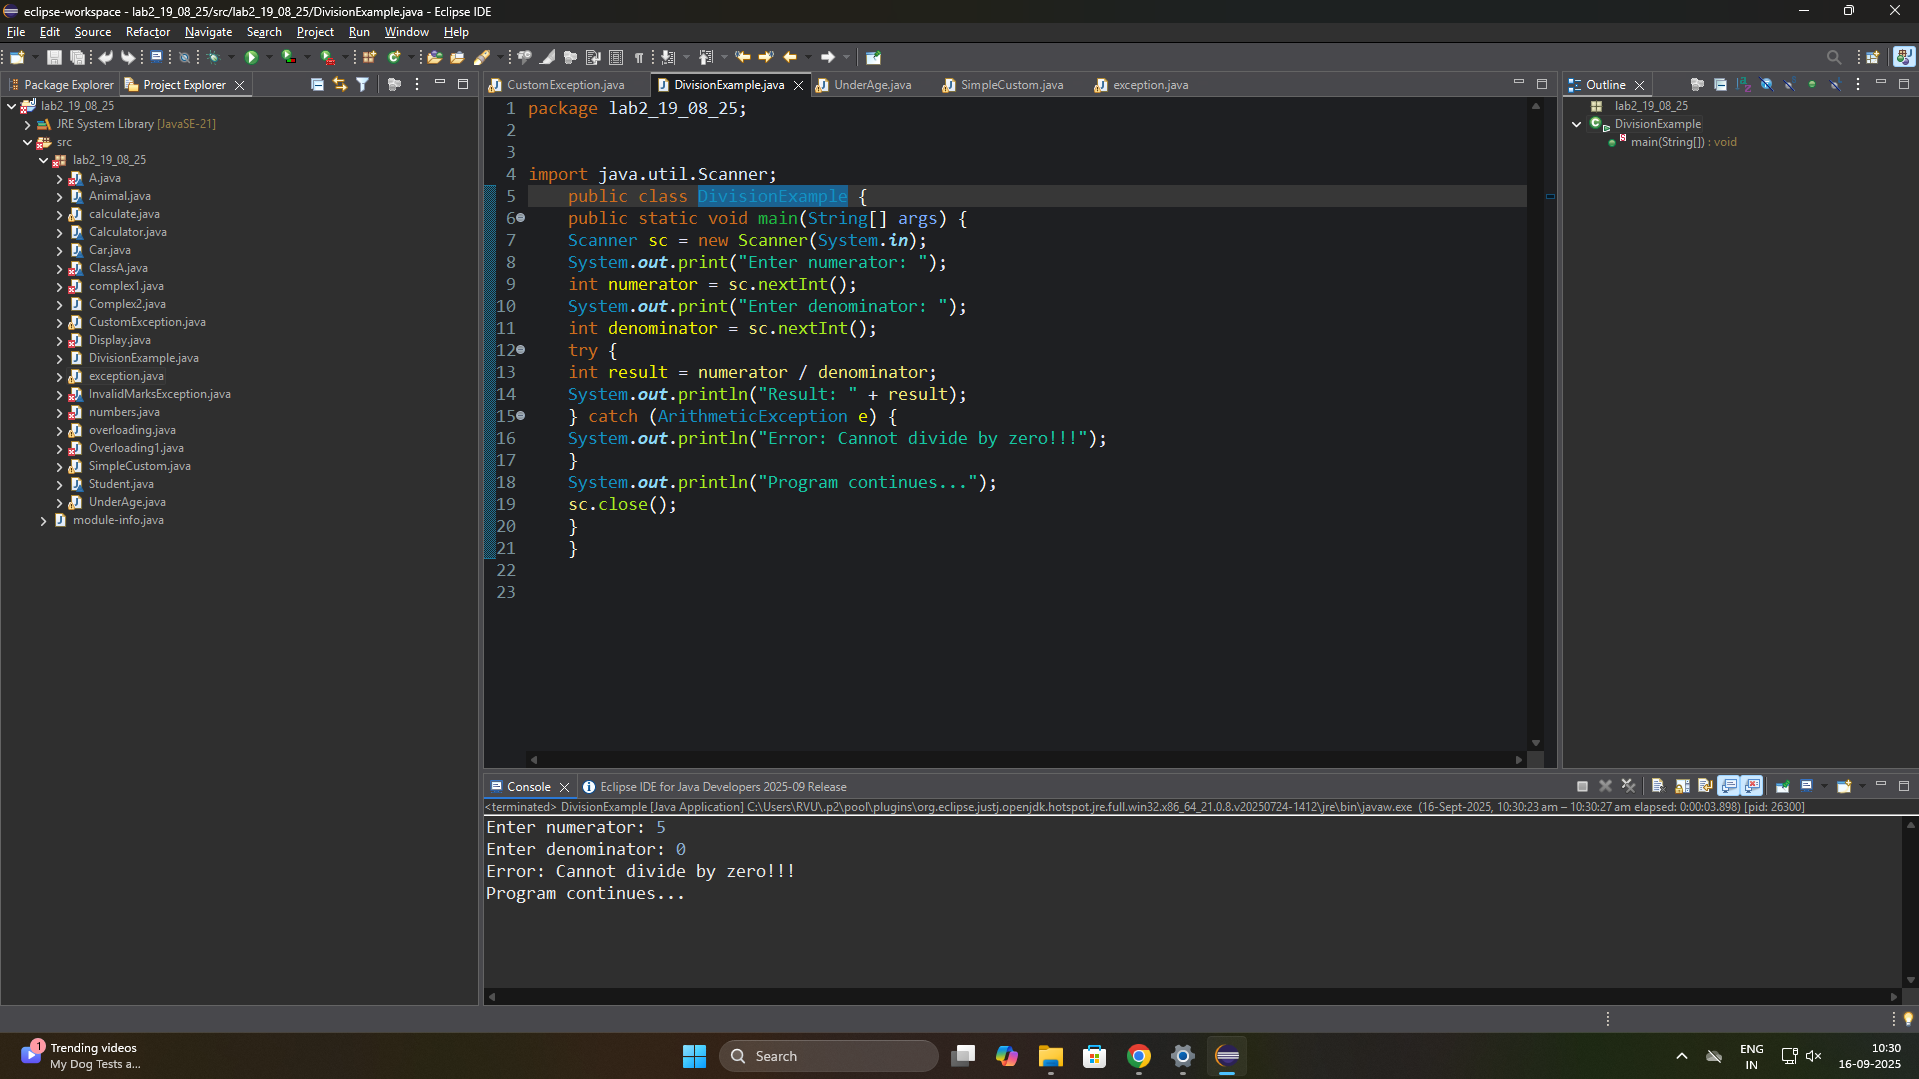 eclipse-workspace - lab2_19_08_25/src/lab2_19_08_25/DivisionExample.java - Eclipse IDE
File Edit Source Refactor Navigate Search Project Run Window Help
Package Explorer Project Explorer
lab2_19_08_25
JRE System Library [JavaSE-21]
src
lab2_19_08_25
A.java
Animal.java
calculate.java
Calculator.java
Car.java
ClassA.java
complex1.java
Complex2.java
CustomException.java
Display.java
DivisionExample.java
exception.java
InvalidMarksException.java
numbers.java
overloading.java
Overloading1.java
SimpleCustom.java
Student.java
UnderAge.java
module-info.java
CustomException.java DivisionExample.java UnderAge.java SimpleCustom.java exception.java
1 package lab2_19_08_25;
2
3
4 import java.util.Scanner;
5 public class DivisionExample {
6 public static void main(String[] args) {
7 Scanner sc = new Scanner(System.in);
8 System.out.print("Enter numerator: ");
9 int numerator = sc.nextInt();
10 System.out.print("Enter denominator: ");
11 int denominator = sc.nextInt();
12 try {
13 int result = numerator / denominator;
14 System.out.println("Result: " + result);
15 } catch (ArithmeticException e) {
16 System.out.println("Error: Cannot divide by zero!!!");
17 }
18 System.out.println("Program continues...");
19 sc.close();
20 }
21 }
22
23
Outline
lab2_19_08_25
DivisionExample
main(String[]) : void
Console Eclipse IDE for Java Developers 2025-09 Release
<terminated> DivisionExample [Java Application] C:\Users\RVU\.p2\pool\plugins\org.eclipse.justj.openjdk.hotspot.jre.full.win32.x86_64_21.0.8.v20250724-1412\jre\bin\javaw.exe (16-Sept-2025, 10:30:23 am – 10:30:27 am elapsed: 0:00:03.898) [pid: 26300]
Enter numerator: 5
Enter denominator: 0
Error: Cannot divide by zero!!!
Program continues...
1
Trending videos
My Dog Tests a...
Search
ENG
IN
10:30
16-09-2025